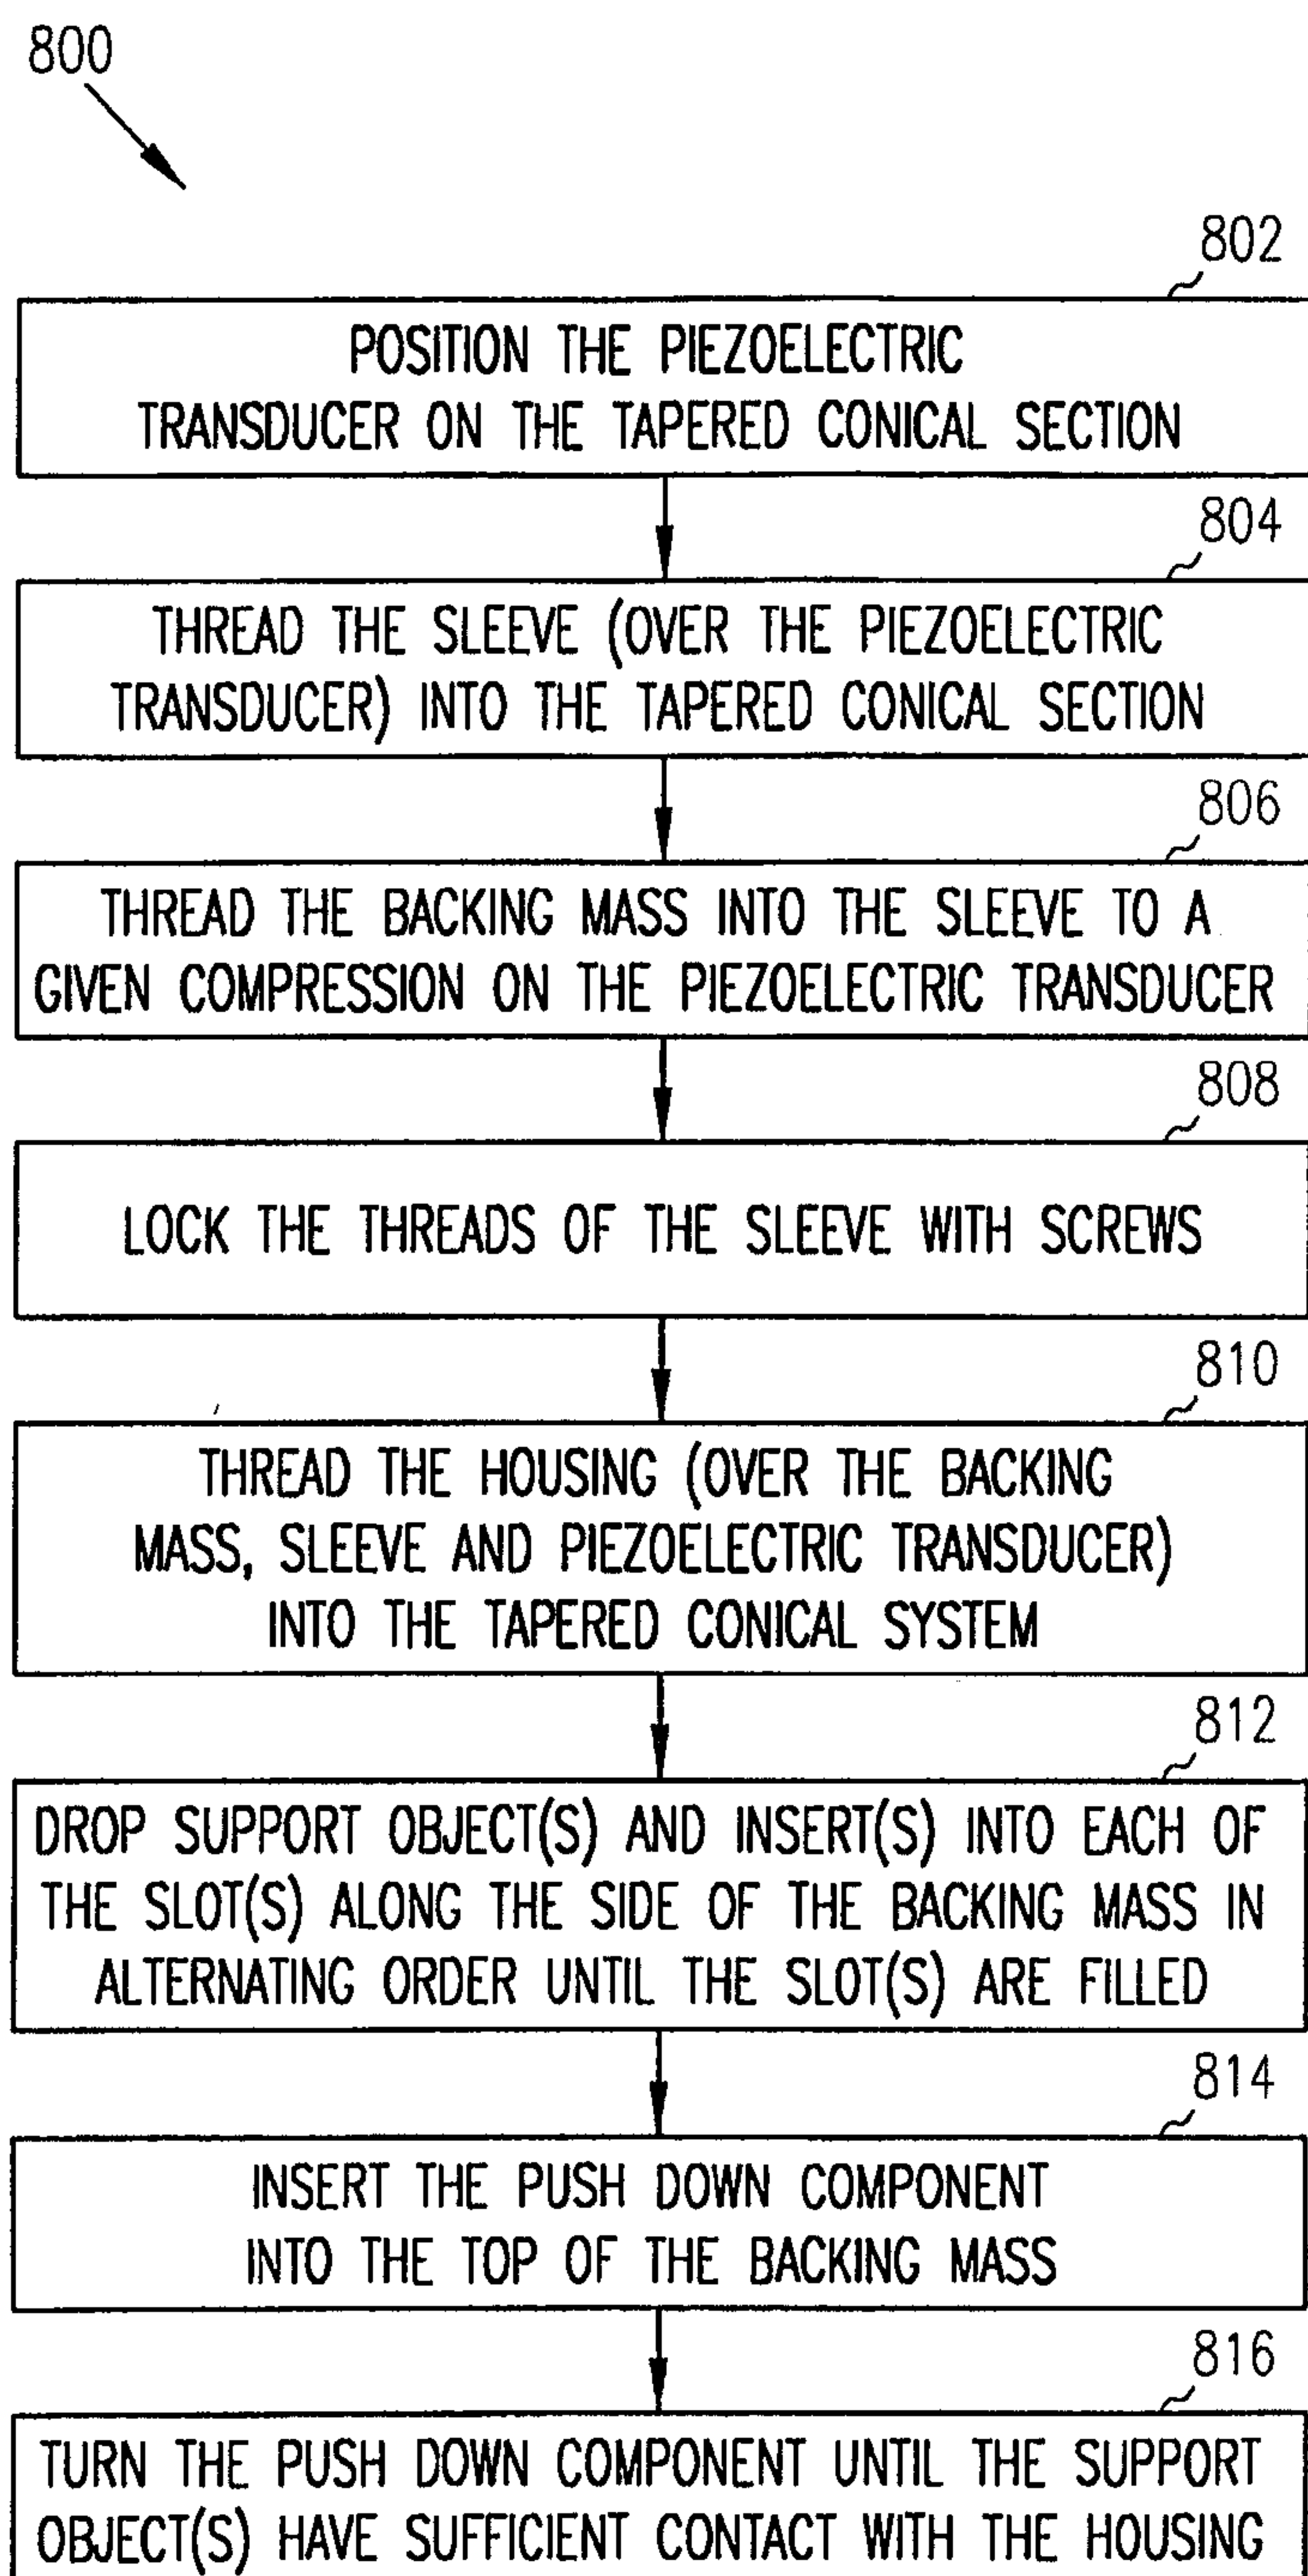 800
802
POSITION THE PIEZOELECTRIC
TRANSDUCER ON THE TAPERED CONICAL SECTION
804
THREAD THE SLEEVE (OVER THE PIEZOELECTRIC
TRANSDUCER) INTO THE TAPERED CONICAL SECTION
806
THREAD THE BACKING MASS INTO THE SLEEVE TO A
GIVEN COMPRESSION ON THE PIEZOELECTRIC TRANSDUCER
808
LOCK THE THREADS OF THE SLEEVE WITH SCREWS
810
THREAD THE HOUSING (OVER THE BACKING
MASS, SLEEVE AND PIEZOELECTRIC TRANSDUCER)
INTO THE TAPERED CONICAL SYSTEM
812
DROP SUPPORT OBJECT(S) AND INSERT(S) INTO EACH OF
THE SLOT(S) ALONG THE SIDE OF THE BACKING MASS IN
ALTERNATING ORDER UNTIL THE SLOT(S) ARE FILLED
814
INSERT THE PUSH DOWN COMPONENT
INTO THE TOP OF THE BACKING MASS
816
TURN THE PUSH DOWN COMPONENT UNTIL THE SUPPORT
OBJECT(S) HAVE SUFFICIENT CONTACT WITH THE HOUSING